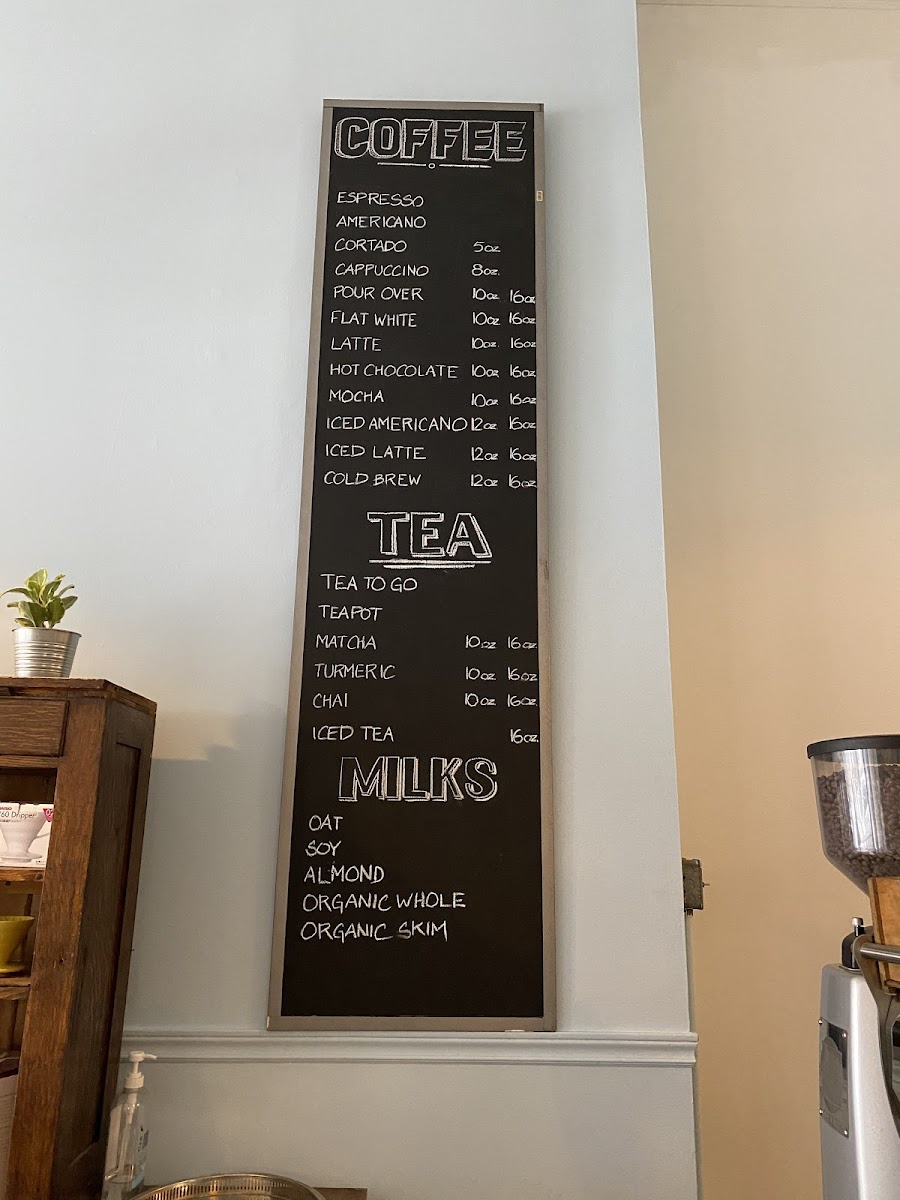 COFFEE
ESPRESSO
AMERICANO
CORTADO 5oz
CAPPUCCINO 8oz.
POUR OVER 10oz 16oz
FLAT WHITE 10oz 16oz
LATTE 10oz. 16oz
HOT CHOCOLATE 10oz 16oz
MOCHA 10oz 16oz
ICED AMERICANO 12oz 16oz
ICED LATTE 12oz 16oz
COLD BREW 12oz 16oz
TEA
TEA TO GO
TEAPOT
MATCHA 10oz 16oz
TURMERIC 10oz 16oz
CHAI 10oz 16oz.
ICED TEA 16oz.
MILKS
OAT
SOY
ALMOND
ORGANIC WHOLE
ORGANIC SKIM
Dripper